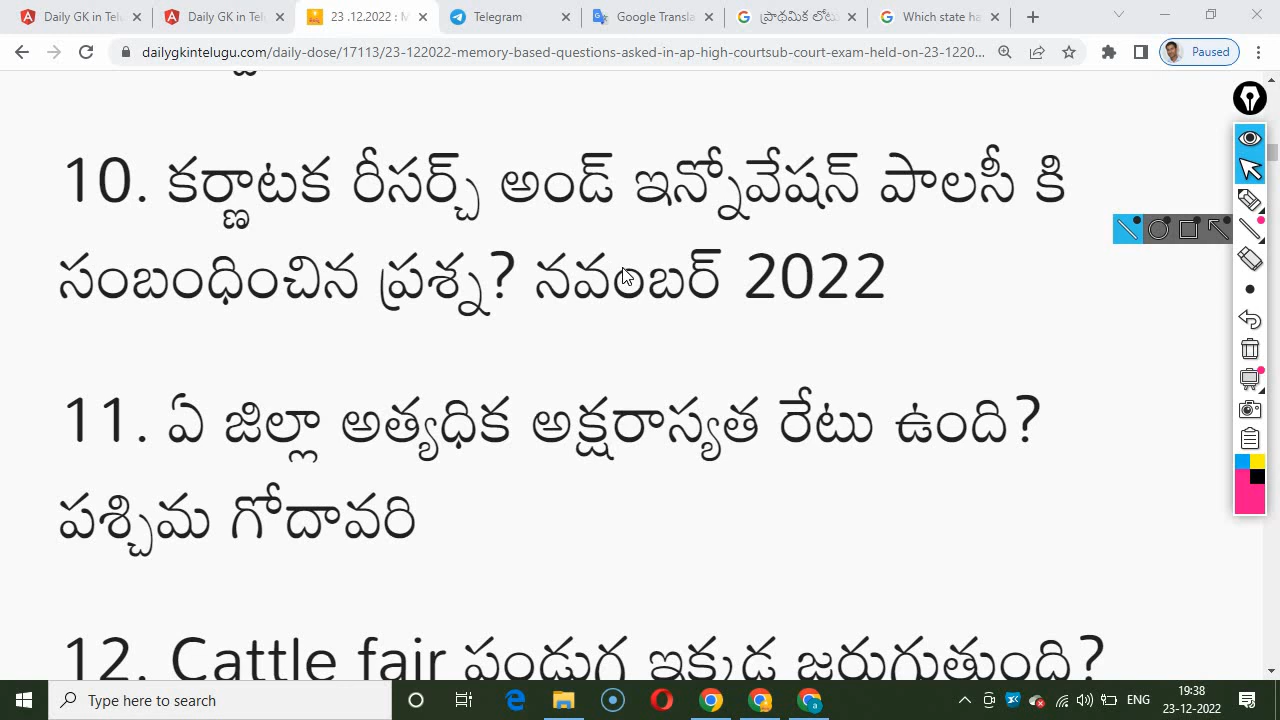 Daily GK in Telu
Daily GK in Telu
23 .12.2022 : M
Telegram
Google Transla
ప్రాథమిక లోటు
Which state ha
dailygkintelugu.com/daily-dose/17113/23-122022-memory-based-questions-asked-in-ap-high-courtsub-court-exam-held-on-23-1220...
Paused
10. కర్ణాటక రీసర్చ్ అండ్ ఇన్నోవేషన్ పాలసీ కి
సంబంధించిన ప్రశ్న? నవంబర్ 2022
11. ఏ జిల్లా అత్యధిక అక్షరాస్యత రేటు ఉంది?
పశ్చిమ గోదావరి
12. Cattle fair పండుగ ఇక్కడ జరుగుతుంది?
Type here to search
ENG
19:38
23-12-2022